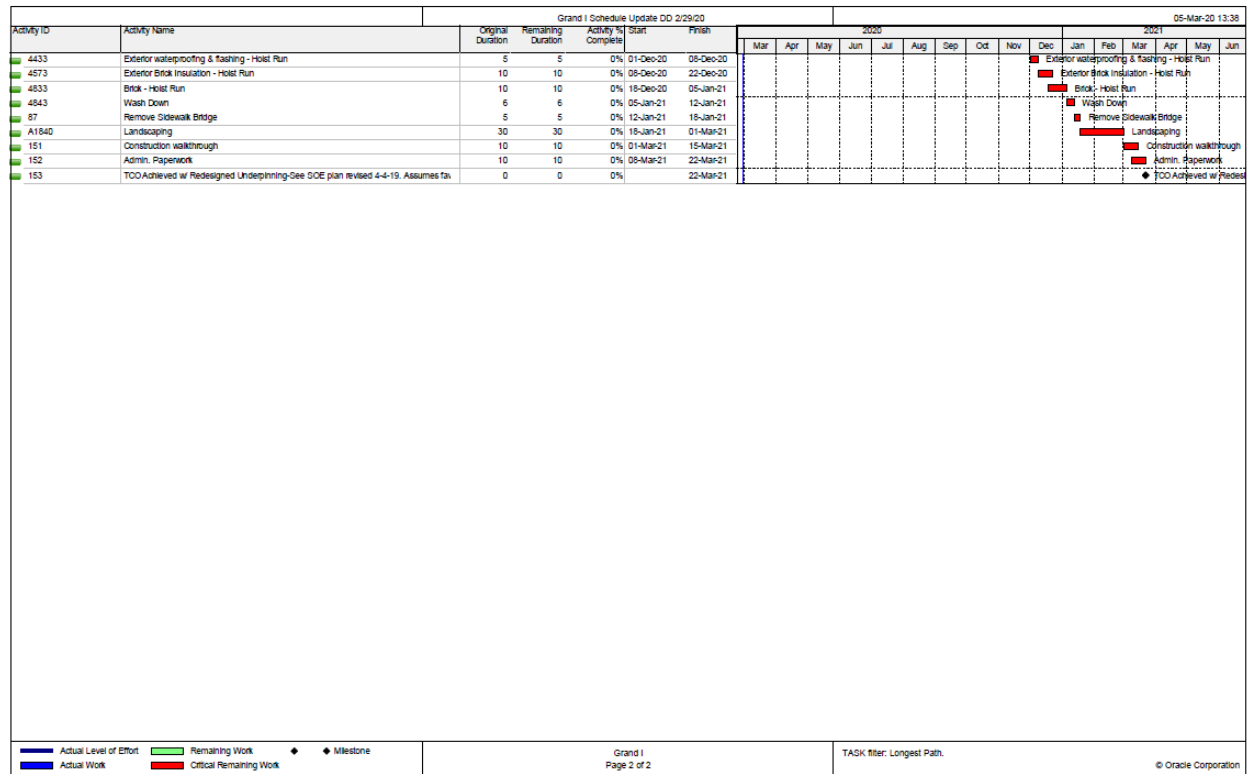 Grand I Schedule Update DD 2/29/20 05-Mar-20 13:38
Activity ID Activity Name Original Duration Remaining Duration Activity % Complete Start Finish 2020 2021
Mar Apr May Jun Jul Aug Sep Oct Nov Dec Jan Feb Mar Apr May Jun
4433 Exterior waterproofing & flashing - Hoist Run 5 5 0% 01-Dec-20 08-Dec-20 Exterior waterproofing & flashing - Hoist Run
4573 Exterior Brick Insulation - Hoist Run 10 10 0% 08-Dec-20 22-Dec-20 Exterior Brick Insulation - Hoist Run
4833 Brick - Hoist Run 10 10 0% 18-Dec-20 05-Jan-21 Brick - Hoist Run
4843 Wash Down 6 6 0% 05-Jan-21 12-Jan-21 Wash Down
87 Remove Sidewalk Bridge 5 5 0% 12-Jan-21 18-Jan-21 Remove Sidewalk Bridge
A1840 Landscaping 30 30 0% 18-Jan-21 01-Mar-21 Landscaping
151 Construction walkthrough 10 10 0% 01-Mar-21 15-Mar-21 Construction walkthrough
152 Admin. Paperwork 10 10 0% 08-Mar-21 22-Mar-21 Admin. Paperwork
153 TCO Achieved w/ Redesigned Underpinning-See SOE plan revised 4-4-19. Assumes fav 0 0 0% 22-Mar-21 TCO Achieved w/ Redesi
Actual Level of Effort Remaining Work Milestone
Actual Work Critical Remaining Work
Grand I
Page 2 of 2
TASK filter: Longest Path.
© Oracle Corporation